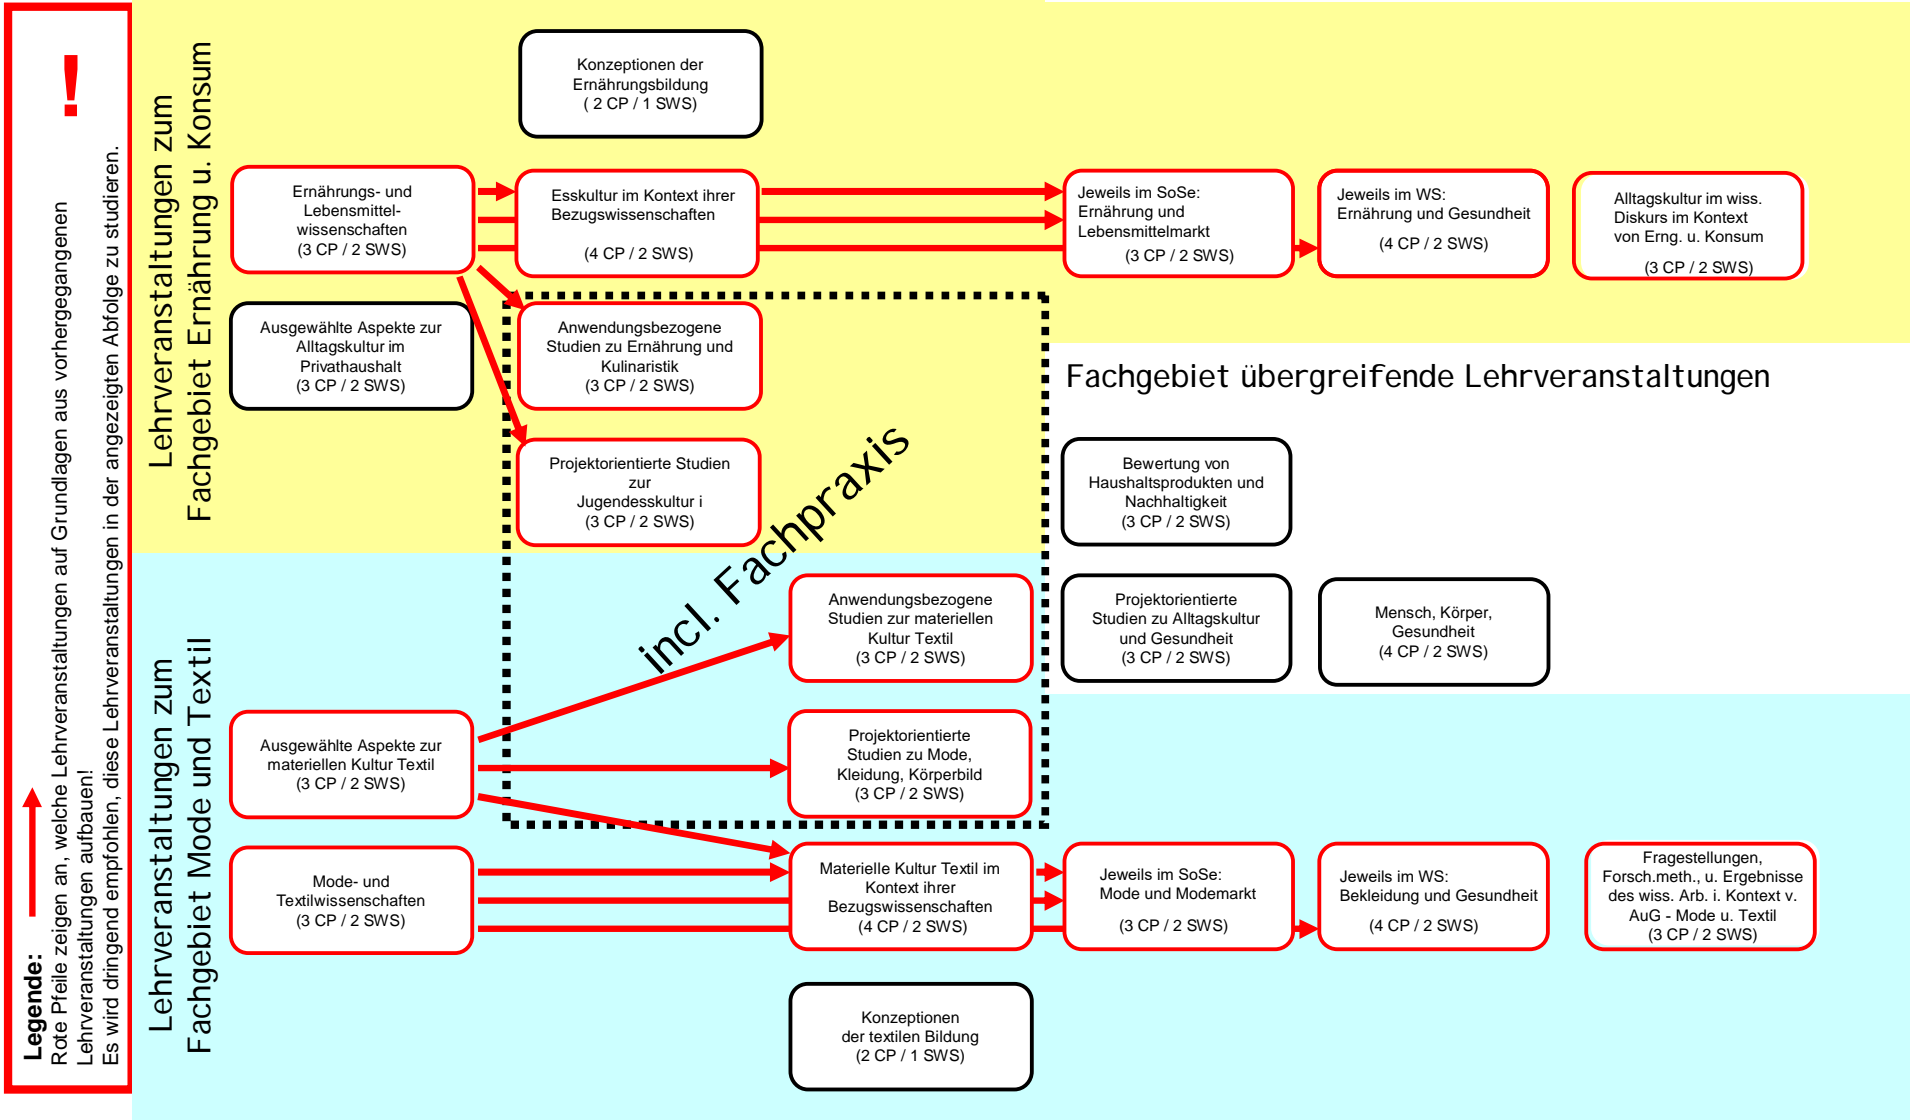 !
Legende:
Rote Pfeile zeigen an, welche Lehrveranstaltungen auf Grundlagen aus vorhergegangenen
Lehrveranstaltungen aufbauen!
Es wird dringend empfohlen, diese Lehrveranstaltungen in der angezeigten Abfolge zu studieren.
Lehrveranstaltungen zum
Fachgebiet Ernährung u. Konsum
Konzeptionen der
Ernährungsbildung
( 2 CP / 1 SWS)
Ernährungs- und
Lebensmittel-
wissenschaften
(3 CP / 2 SWS)
Esskultur im Kontext ihrer
Bezugswissenschaften
(4 CP / 2 SWS)
Jeweils im SoSe:
Ernährung und
Lebensmittelmarkt
(3 CP / 2 SWS)
Jeweils im WS:
Ernährung und Gesundheit
(4 CP / 2 SWS)
Alltagskultur im wiss.
Diskurs im Kontext
von Erng. u. Konsum
(3 CP / 2 SWS)
Ausgewählte Aspekte zur
Alltagskultur im
Privathaushalt
(3 CP / 2 SWS)
Anwendungsbezogene
Studien zu Ernährung und
Kulinaristik
(3 CP / 2 SWS)
Projektorientierte Studien
zur
Jugendesskultur i
(3 CP / 2 SWS)
incl. Fachpraxis
Fachgebiet übergreifende Lehrveranstaltungen
Bewertung von
Haushaltsprodukten und
Nachhaltigkeit
(3 CP / 2 SWS)
Projektorientierte
Studien zu Alltagskultur
und Gesundheit
(3 CP / 2 SWS)
Mensch, Körper,
Gesundheit
(4 CP / 2 SWS)
Lehrveranstaltungen zum
Fachgebiet Mode und Textil
Anwendungsbezogene
Studien zur materiellen
Kultur Textil
(3 CP / 2 SWS)
Ausgewählte Aspekte zur
materiellen Kultur Textil
(3 CP / 2 SWS)
Projektorientierte
Studien zu Mode,
Kleidung, Körperbild
(3 CP / 2 SWS)
Mode- und
Textilwissenschaften
(3 CP / 2 SWS)
Materielle Kultur Textil im
Kontext ihrer
Bezugswissenschaften
(4 CP / 2 SWS)
Jeweils im SoSe:
Mode und Modemarkt
(3 CP / 2 SWS)
Jeweils im WS:
Bekleidung und Gesundheit
(4 CP / 2 SWS)
Fragestellungen,
Forsch.meth., u. Ergebnisse
des wiss. Arb. i. Kontext v.
AuG - Mode u. Textil
(3 CP / 2 SWS)
Konzeptionen
der textilen Bildung
(2 CP / 1 SWS)